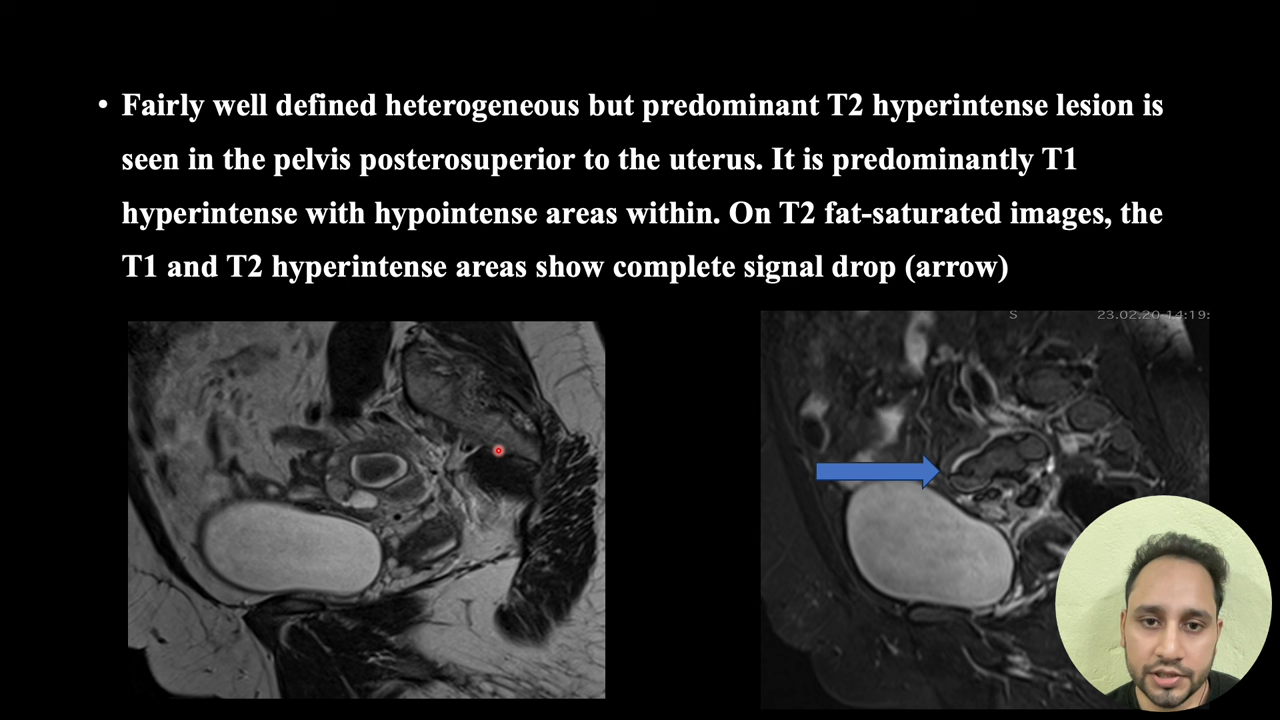 • Fairly well defined heterogeneous but predominant T2 hyperintense lesion is
seen in the pelvis posterosuperior to the uterus. It is predominantly T1
hyperintense with hypointense areas within. On T2 fat-saturated images, the
T1 and T2 hyperintense areas show complete signal drop (arrow)
S 23.02.20-14:19: